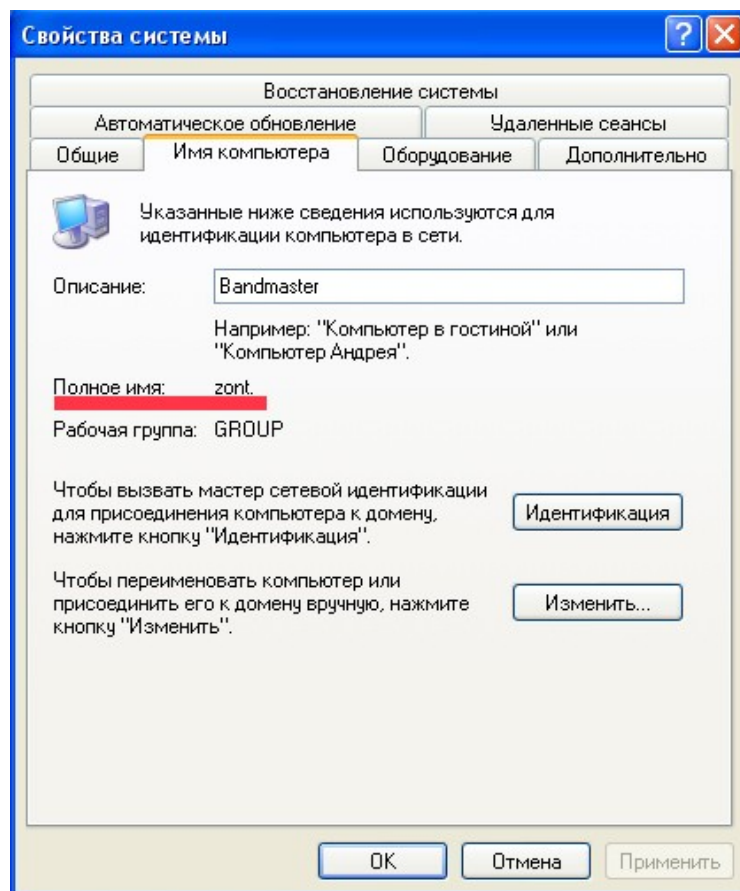 Свойства системы
Восстановление системы
Автоматическое обновление
Удаленные сеансы
Общие
Имя компьютера
Оборудование
Дополнительно
Указанные ниже сведения используются для
идентификации компьютера в сети.
Описание:
Bandmaster
Например: "Компьютер в гостиной" или
"Компьютер Андрея".
Полное имя: zont.
Рабочая группа: GROUP
Чтобы вызвать мастер сетевой идентификации
для присоединения компьютера к домену,
нажмите кнопку "Идентификация".
Идентификация
Чтобы переименовать компьютер или
присоединить его к домену вручную, нажмите
кнопку "Изменить".
Изменить...
OK
Отмена
Применить